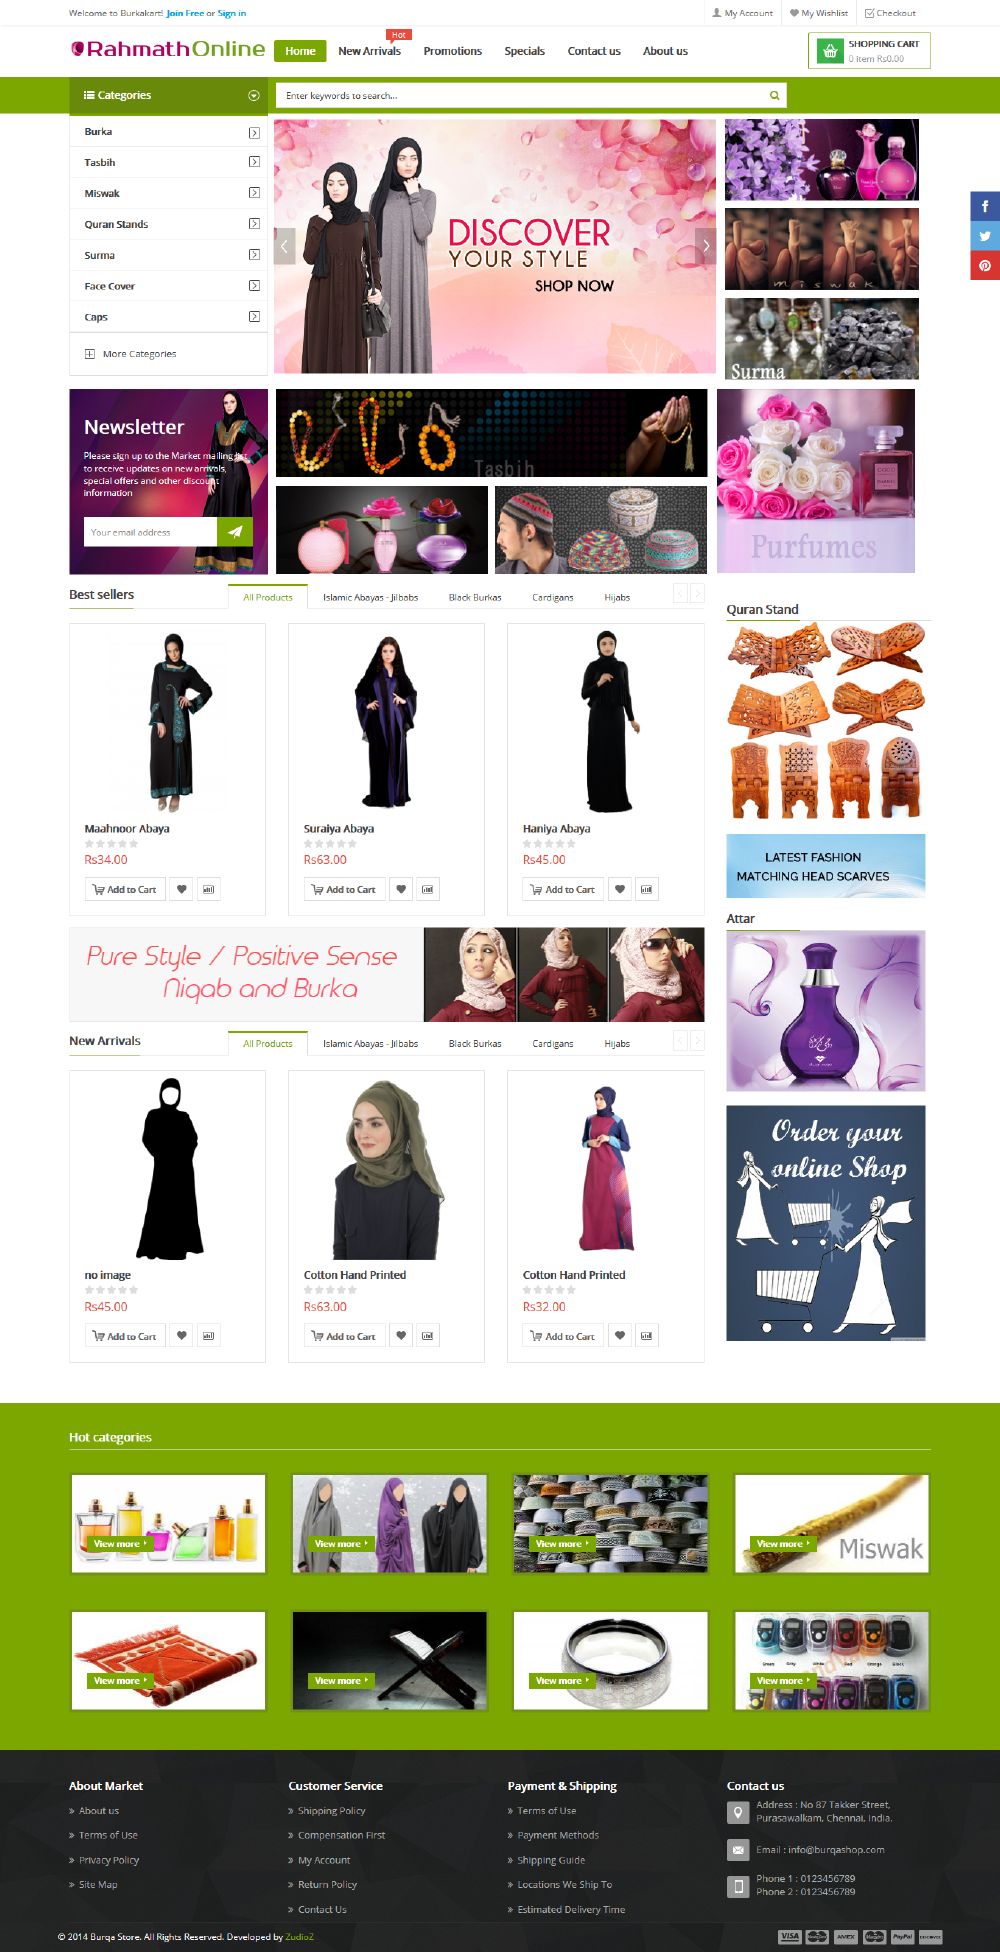 Welcome to Burkakart! Join Free or Sign in
My Account
My Wishlist
Checkout
RahmathOnline
Home
New Arrivals
Hot
Promotions
Specials
Contact us
About us
SHOPPING CART
0 item Rs0.00
Categories
Enter keywords to search...
Burka
Tasbih
Miswak
Quran Stands
Surma
Face Cover
Caps
More Categories
DISCOVER
YOUR STYLE
SHOP NOW
miswak
Surma
Newsletter
Please sign up to the Market mailing list
to receive updates on new arrivals,
special offers and other discount
information
Your email address
Tasbih
COCO
Purfumes
Best sellers
All Products
Islamic Abayas - Jilbabs
Black Burkas
Cardigans
Hijabs
Maahnoor Abaya
Rs34.00
Add to Cart
Suraiya Abaya
Rs63.00
Add to Cart
Haniya Abaya
Rs45.00
Add to Cart
Quran Stand
LATEST FASHION
MATCHING HEAD SCARVES
Attar
Pure Style / Positive Sense
Niqab and Burka
New Arrivals
All Products
Islamic Abayas - Jilbabs
Black Burkas
Cardigans
Hijabs
no image
Rs45.00
Add to Cart
Cotton Hand Printed
Rs63.00
Add to Cart
Cotton Hand Printed
Rs32.00
Add to Cart
Order your
online Shop
Hot categories
View more
View more
View more
View more
Miswak
View more
View more
View more
View more
Green Grey White Red Orange Black
About Market
About us
Terms of Use
Privacy Policy
Site Map
Customer Service
Shipping Policy
Compensation First
My Account
Return Policy
Contact Us
Payment & Shipping
Terms of Use
Payment Methods
Shipping Guide
Locations We Ship To
Estimated Delivery Time
Contact us
Address : No 87 Takker Street,
Purasawalkam, Chennai, India.
Email : info@burqashop.com
Phone 1 : 0123456789
Phone 2 : 0123456789
© 2014 Burqa Store. All Rights Reserved. Developed by ZudioZ
VISA
AMEX
PayPal
DISCOVER